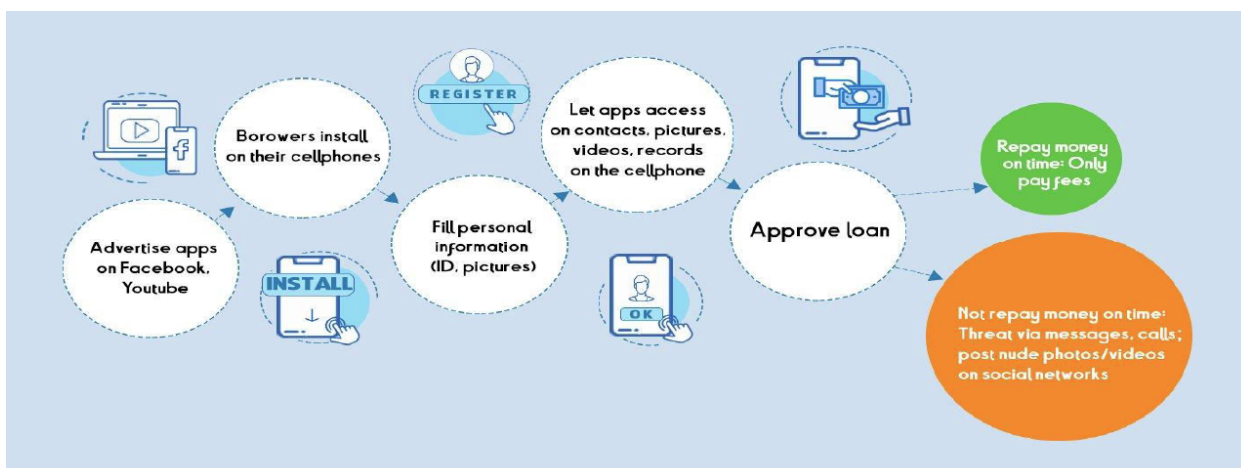 Advertise apps
on Facebook,
Youtube
Borowers install
on their cellphones
INSTALL
Fill personal
information
(ID, pictures)
REGISTER
Let apps access
on contacts, pictures,
videos, records
on the cellphone
OK
Approve loan
Repay money
on time: Only
pay fees
Not repay money on time:
Threat via messages, calls;
post nude photos/videos
on social networks